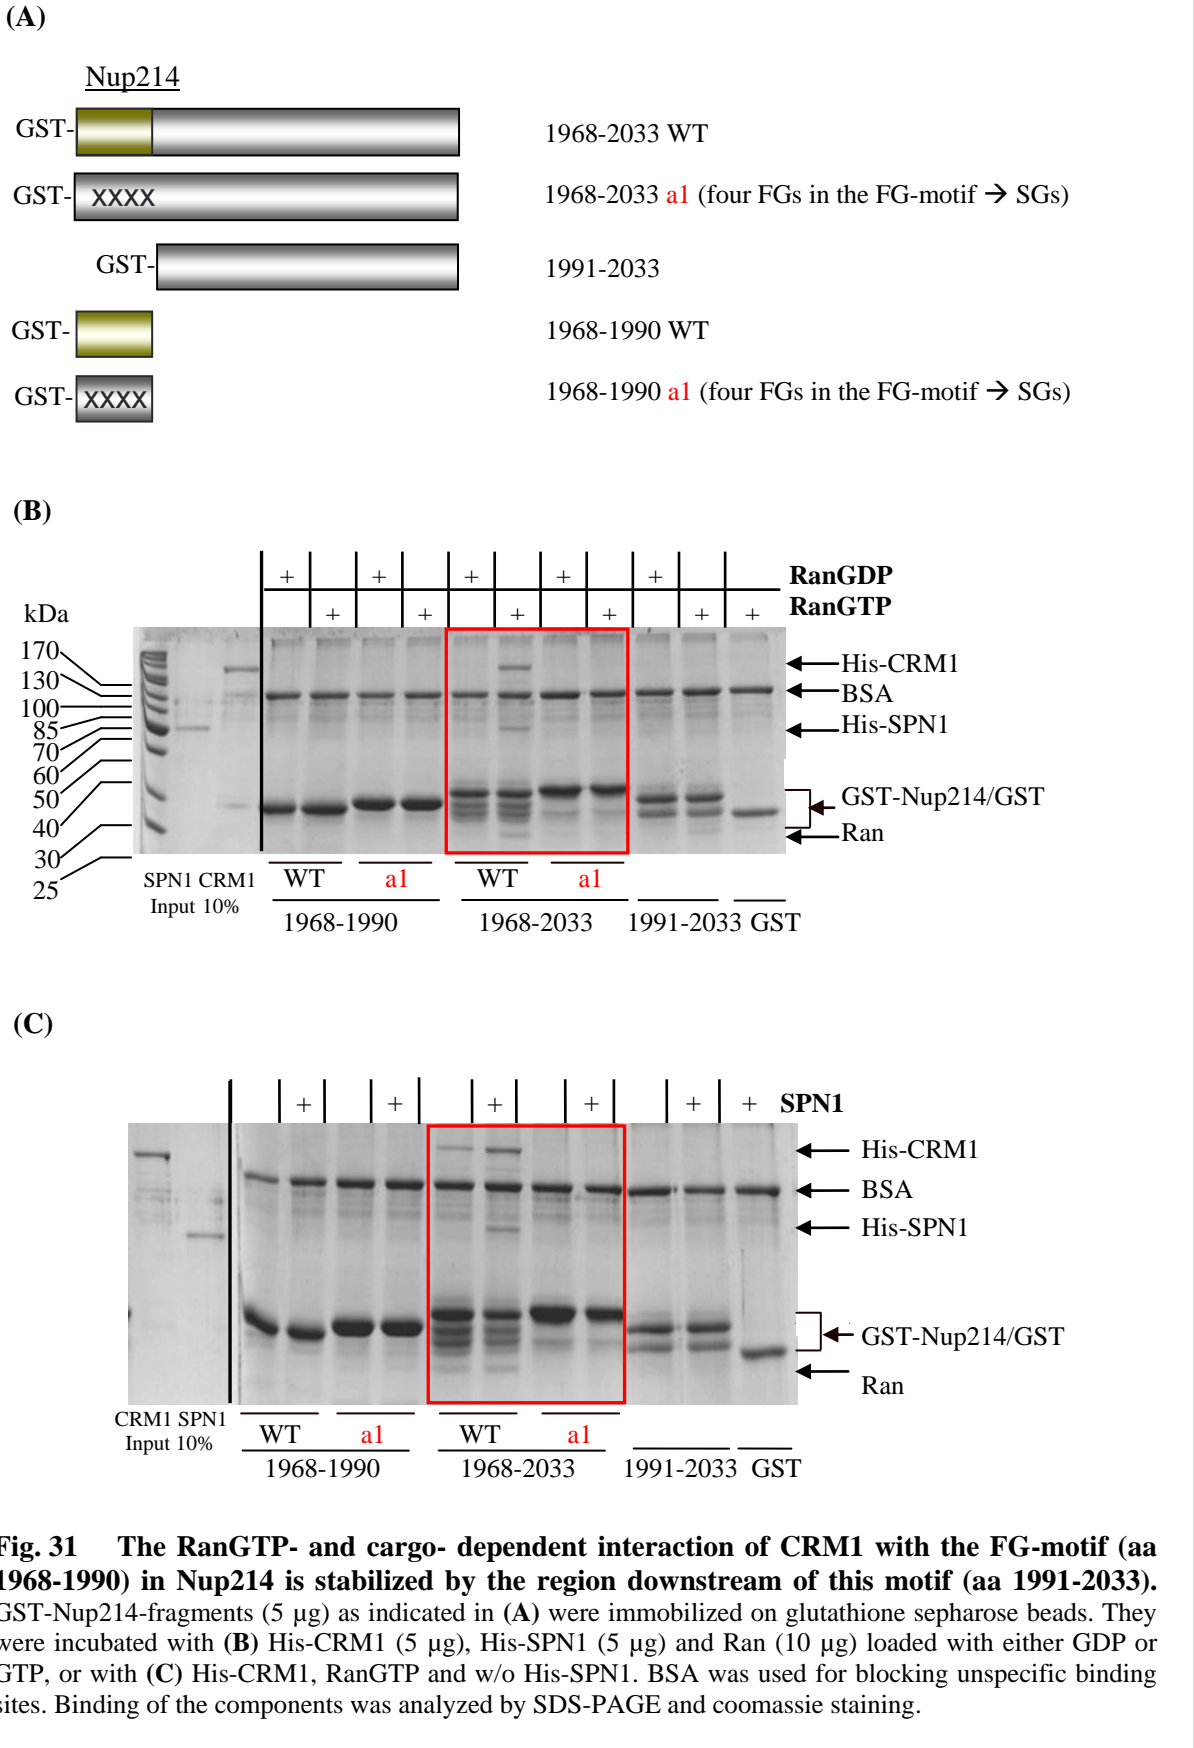 (A)
Nup214
GST- 1968-2033 WT
GST- XXXX 1968-2033 a1 (four FGs in the FG-motif → SGs)
GST- 1991-2033
GST- 1968-1990 WT
GST- XXXX 1968-1990 a1 (four FGs in the FG-motif → SGs)
(B)
+ + + + + RanGDP
kDa + + + + + + RanGTP
170
130
100
85
70
60
50
40
30
25
His-CRM1
BSA
His-SPN1
GST-Nup214/GST
Ran
SPN1 CRM1 WT a1 WT a1
Input 10%
1968-1990 1968-2033 1991-2033 GST
(C)
+ + + + + + SPN1
His-CRM1
BSA
His-SPN1
GST-Nup214/GST
Ran
CRM1 SPN1 WT a1 WT a1
Input 10%
1968-1990 1968-2033 1991-2033 GST
Fig. 31 The RanGTP- and cargo- dependent interaction of CRM1 with the FG-motif (aa
1968-1990) in Nup214 is stabilized by the region downstream of this motif (aa 1991-2033).
GST-Nup214-fragments (5 µg) as indicated in (A) were immobilized on glutathione sepharose beads. They
were incubated with (B) His-CRM1 (5 µg), His-SPN1 (5 µg) and Ran (10 µg) loaded with either GDP or
GTP, or with (C) His-CRM1, RanGTP and w/o His-SPN1. BSA was used for blocking unspecific binding
sites. Binding of the components was analyzed by SDS-PAGE and coomassie staining.